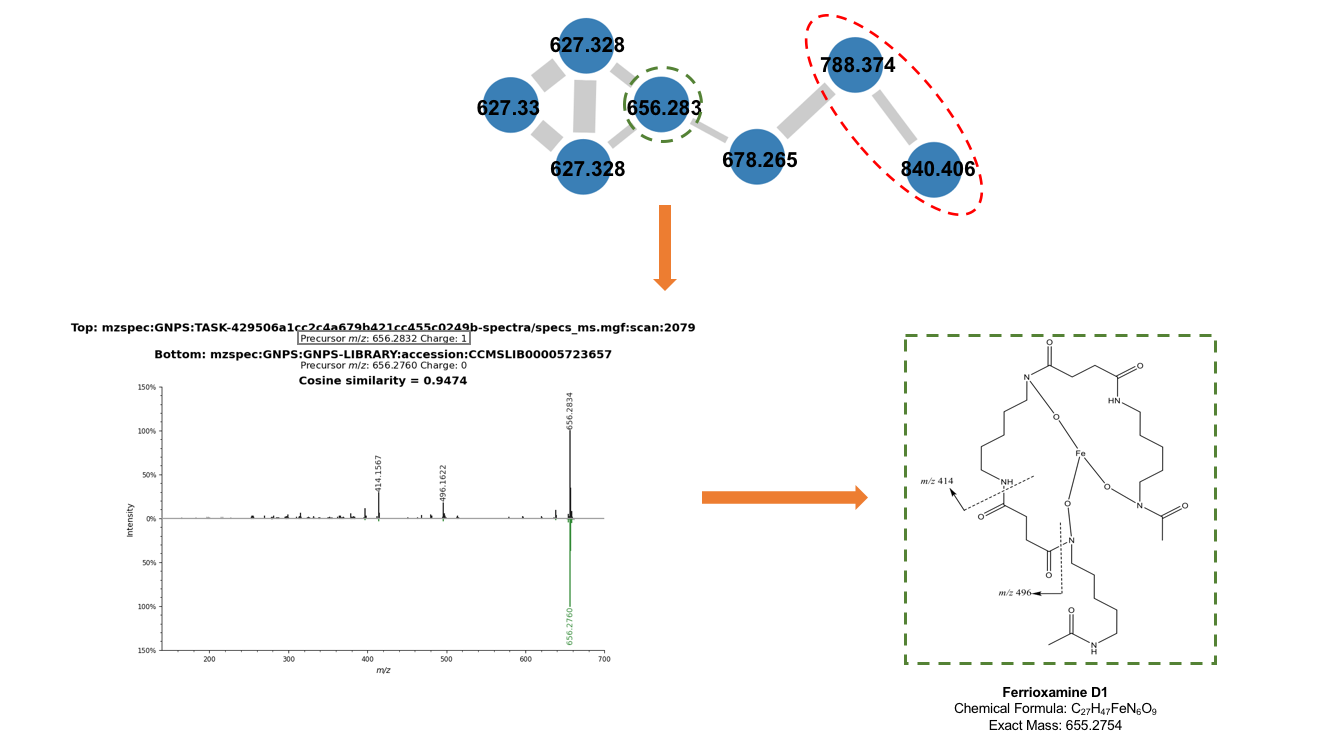 627.328
788.374
627.33
656.283
678.265
627.328
840.406
Top: mzspec:GNPS:TASK-429506a1cc2c4a679b421cc455c0249b-spectra/specs_ms.mgf:scan:2079
Precursor m/z: 656.2832 Charge: 1
Bottom: mzspec:GNPS:GNPS-LIBRARY:accession:CCMSLIB00005723657
Precursor m/z: 656.2760 Charge: 0
Cosine similarity = 0.9474
150%
100%
50%
0%
50%
100%
150%
Intensity
656.2834
414.1567
496.1622
656.2760
200
300
400
500
600
700
m/z
O
O
N
HN
O
Fe
m/z 414
NH
O
O
O
N
O
N
O
m/z 496
O
N
H
Ferrioxamine D1
Chemical Formula: C₂₇H₄₇FeN₆O₉
Exact Mass: 655.2754